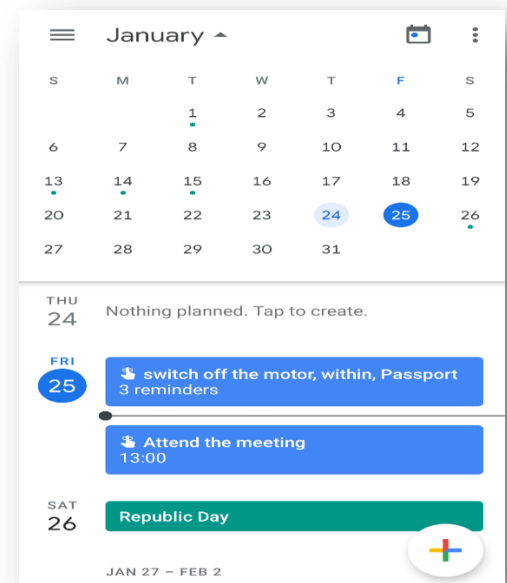 January
S M T W T F S
1 2 3 4 5
6 7 8 9 10 11 12
13 14 15 16 17 18 19
20 21 22 23 24 25 26
27 28 29 30 31
THU
24
Nothing planned. Tap to create.
FRI
25
switch off the motor, within, Passport
3 reminders
Attend the meeting
13:00
SAT
26
Republic Day
JAN 27 – FEB 2